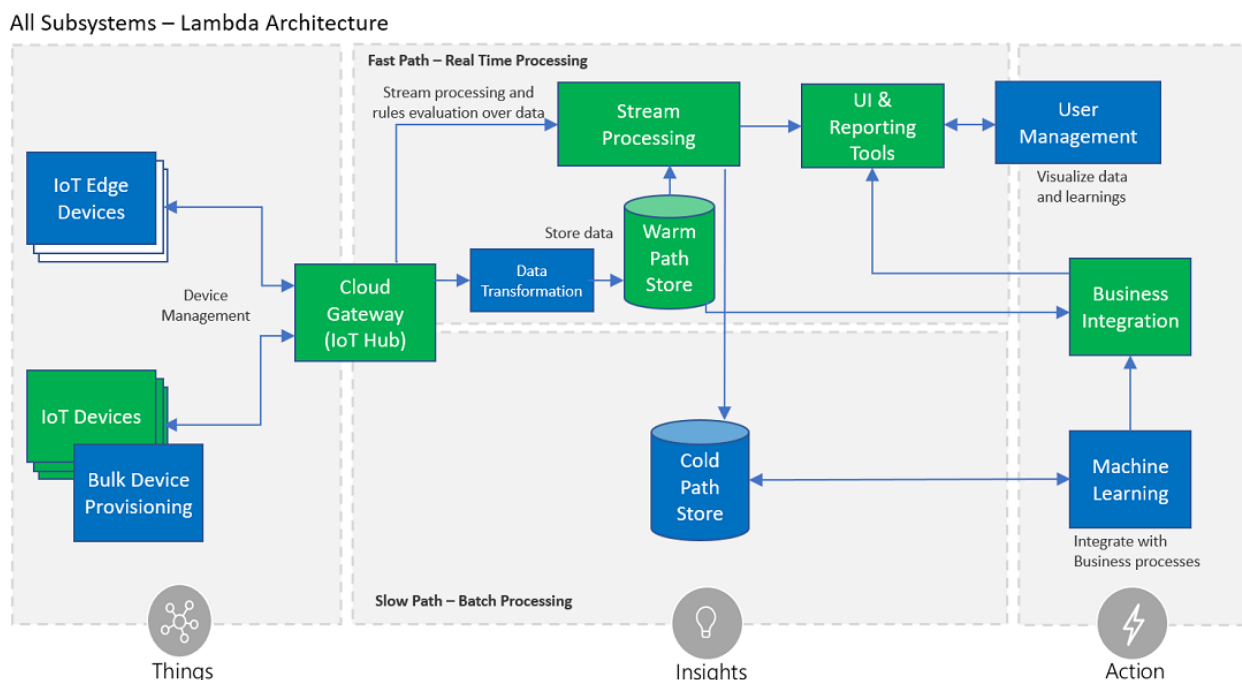 All Subsystems – Lambda Architecture
Fast Path – Real Time Processing
Stream processing and
rules evaluation over data
Stream
Processing
UI &
Reporting
Tools
User
Management
Visualize data
and learnings
IoT Edge
Devices
Store data
Warm
Path
Store
Data
Transformation
Device
Management
Cloud
Gateway
(IoT Hub)
Business
Integration
IoT Devices
Bulk Device
Provisioning
Cold
Path
Store
Machine
Learning
Integrate with
Business processes
Slow Path – Batch Processing
Things
Insights
Action